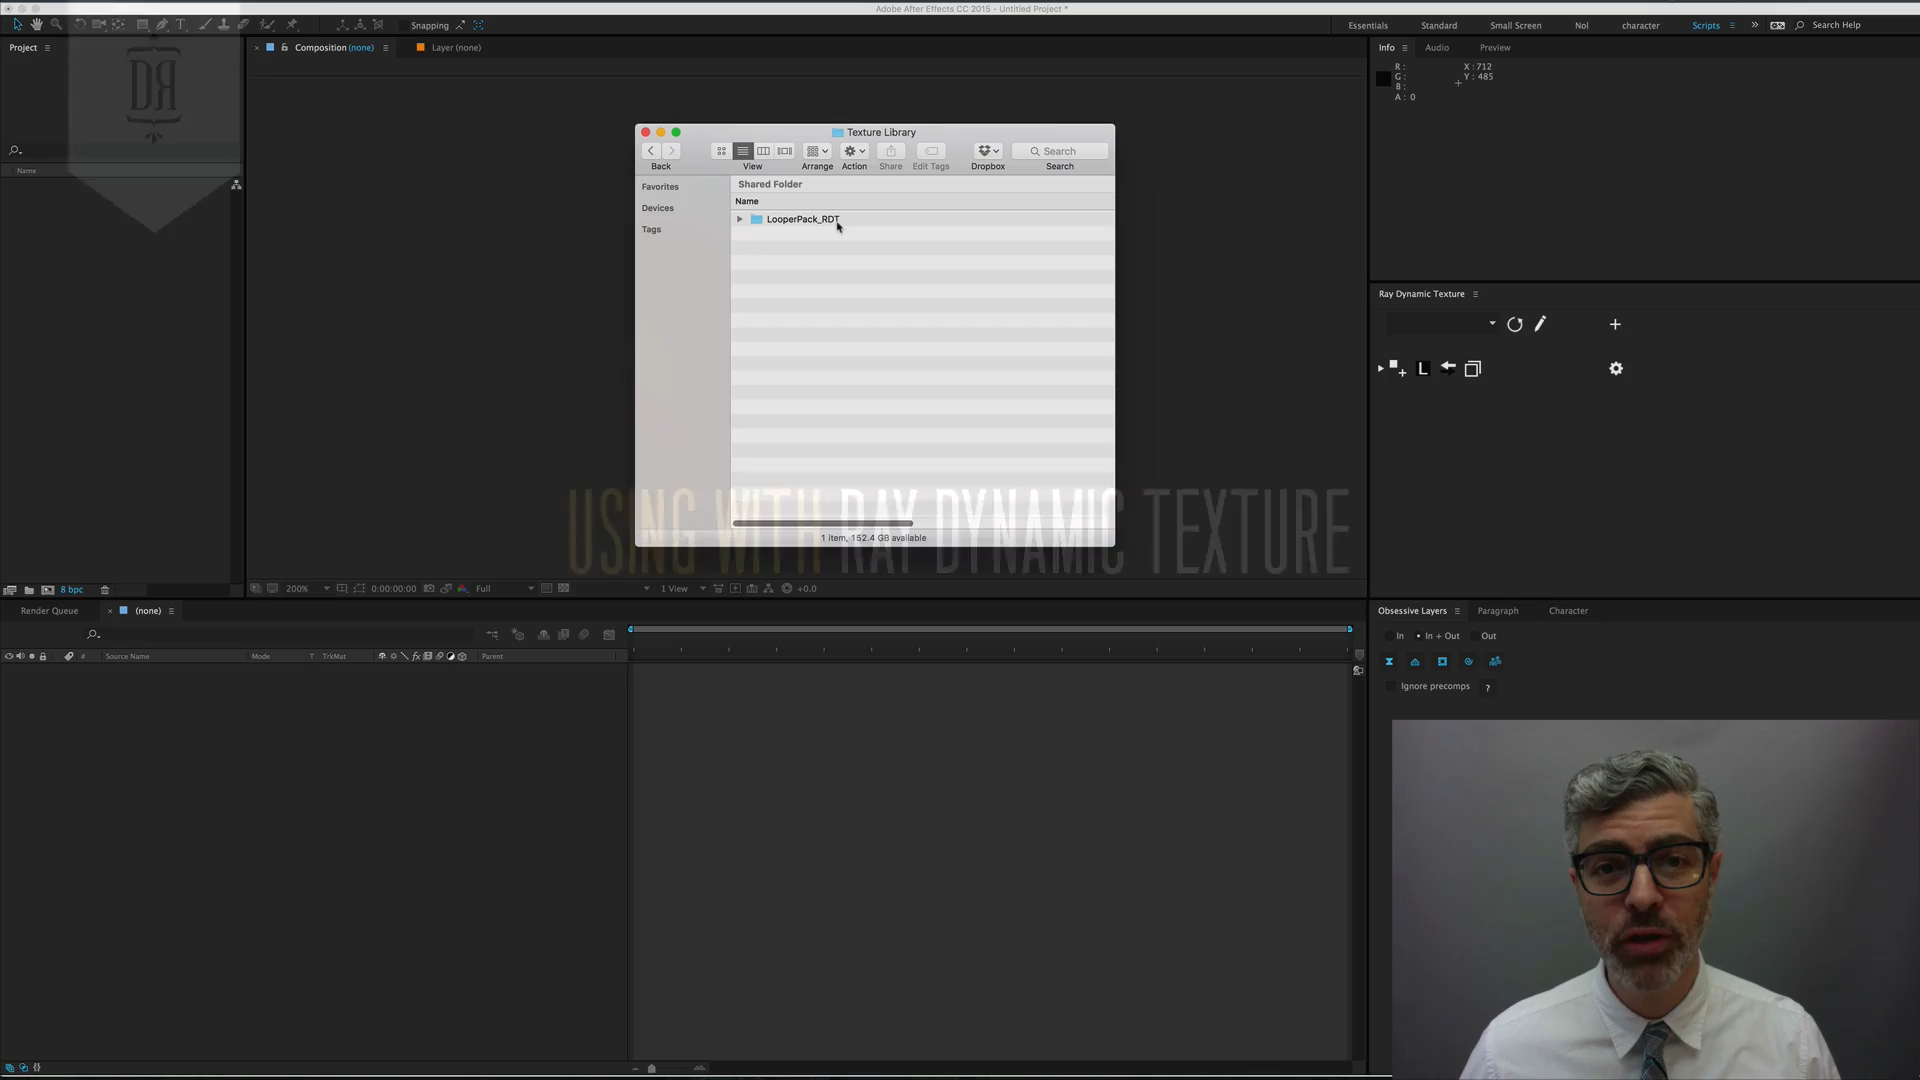 Adobe After Effects CC 2015 - Untitled Project *
Snapping
Essentials
Standard
Small Screen
Nol
character
Scripts
Search Help
Project
Composition (none)
Layer (none)
Info
Audio
Preview
R :
G :
B :
A : 0
X : 712
Y : 485
DR
Name
Texture Library
Back
View
Arrange
Action
Share
Edit Tags
Dropbox
Search
Search
Favorites
Devices
Tags
Shared Folder
Name
LooperPack_RDT
1 item, 152.4 GB available
USING WITH RAY DYNAMIC TEXTURE
Ray Dynamic Texture
L
8 bpc
200%
0:00:00:00
Full
1 View
+0.0
Render Queue
(none)
#
Source Name
Mode
T
TrkMat
fx
Parent
Obsessive Layers
Paragraph
Character
In
In + Out
Out
Ignore precomps
?